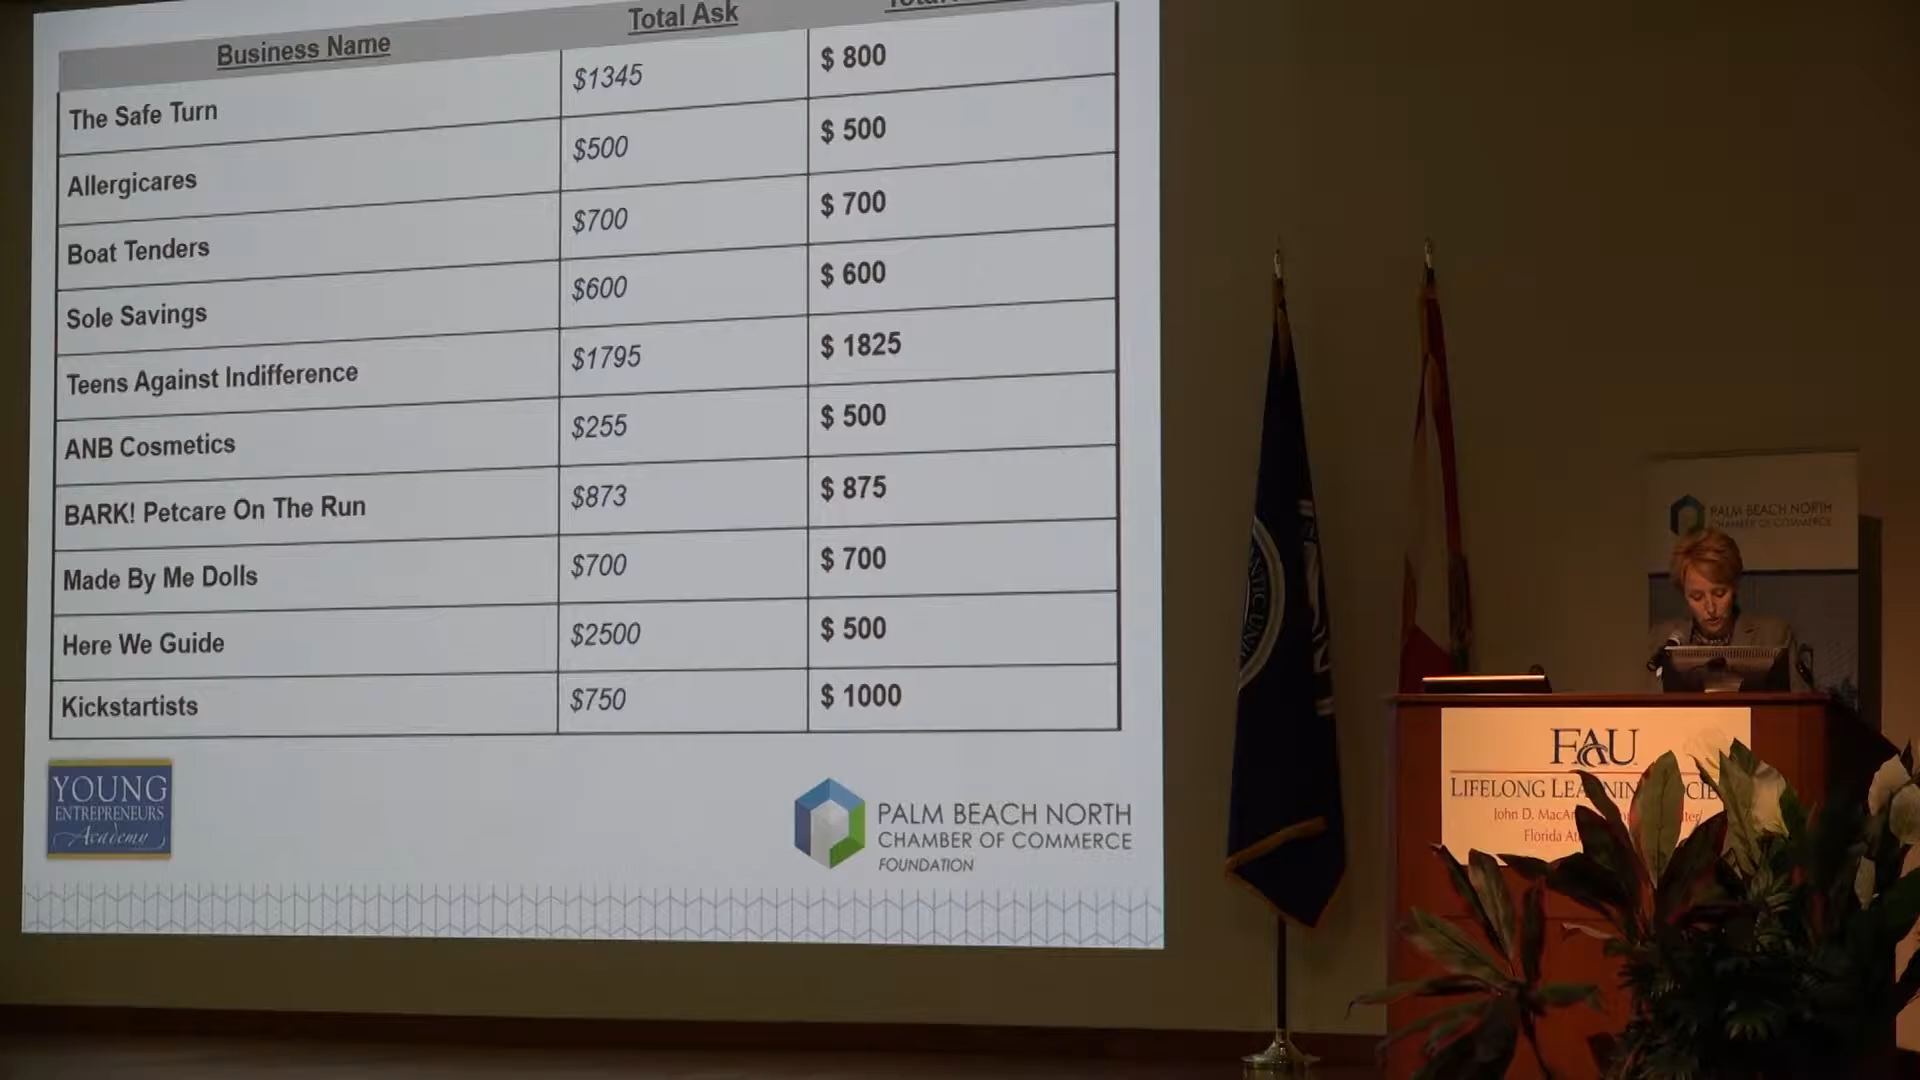 Business Name Total Ask
The Safe Turn $1345 $ 800
Allergicares $500 $ 500
Boat Tenders $700 $ 700
Sole Savings $600 $ 600
Teens Against Indifference $1795 $ 1825
ANB Cosmetics $255 $ 500
BARK! Petcare On The Run $873 $ 875
Made By Me Dolls $700 $ 700
Here We Guide $2500 $ 500
Kickstartists $750 $ 1000
YOUNG
ENTREPRENEURS
Academy
PALM BEACH NORTH
CHAMBER OF COMMERCE
FOUNDATION
PALM BEACH NORTH
CHAMBER OF COMMERCE
FAU
LIFELONG
John D.